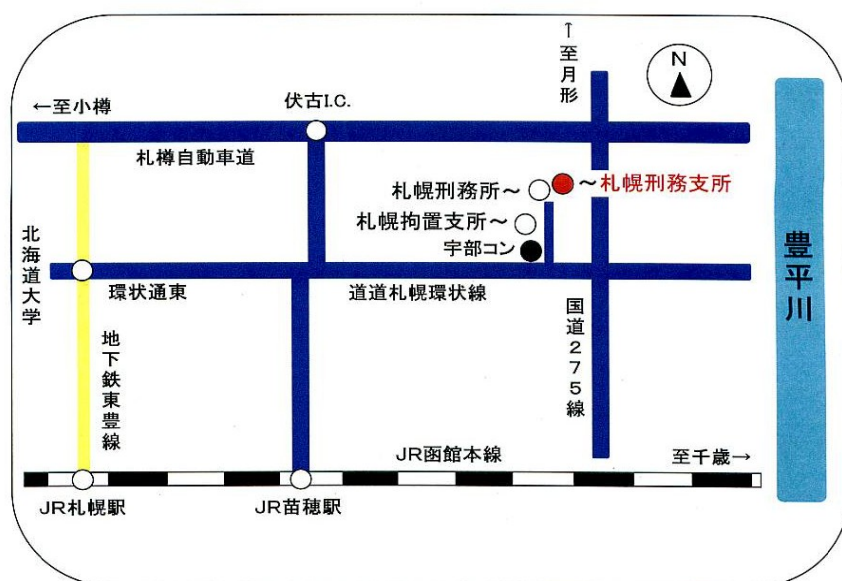 ↑至月形
N
←至小樽
伏古I.C.
札樽自動車道
札幌刑務所～
～札幌刑務支所
札幌拘置支所～
宇部コン
北海道大学
環状通東
道道札幌環状線
豊平川
国道275線
地下鉄東豊線
JR函館本線
至千歳→
JR札幌駅
JR苗穂駅